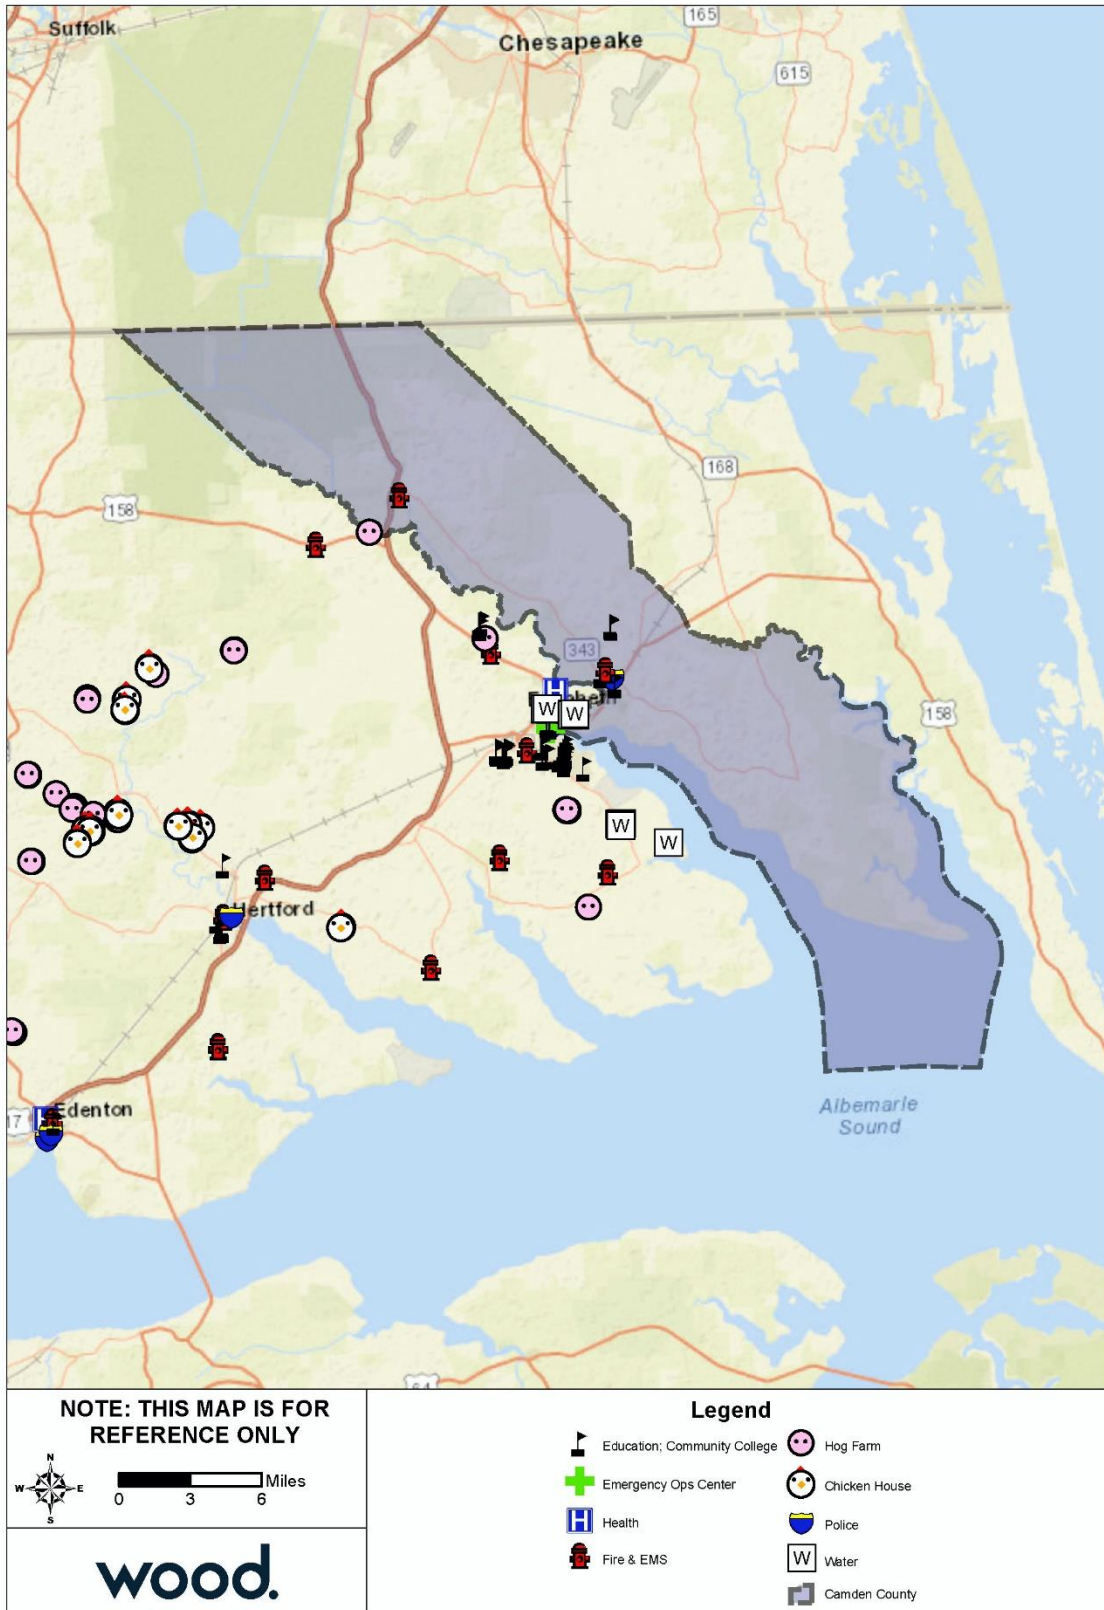 Suffolk
Chesapeake
165
615
168
158
343
158
Hertford
Edenton
17
Albemarle
Sound
64
NOTE: THIS MAP IS FOR
REFERENCE ONLY
N
W E
S
Miles
0 3 6
wood.
Legend
Education; Community College
Emergency Ops Center
Health
Fire & EMS
Hog Farm
Chicken House
Police
Water
Camden County
H
W
W
W
W
H
H
W